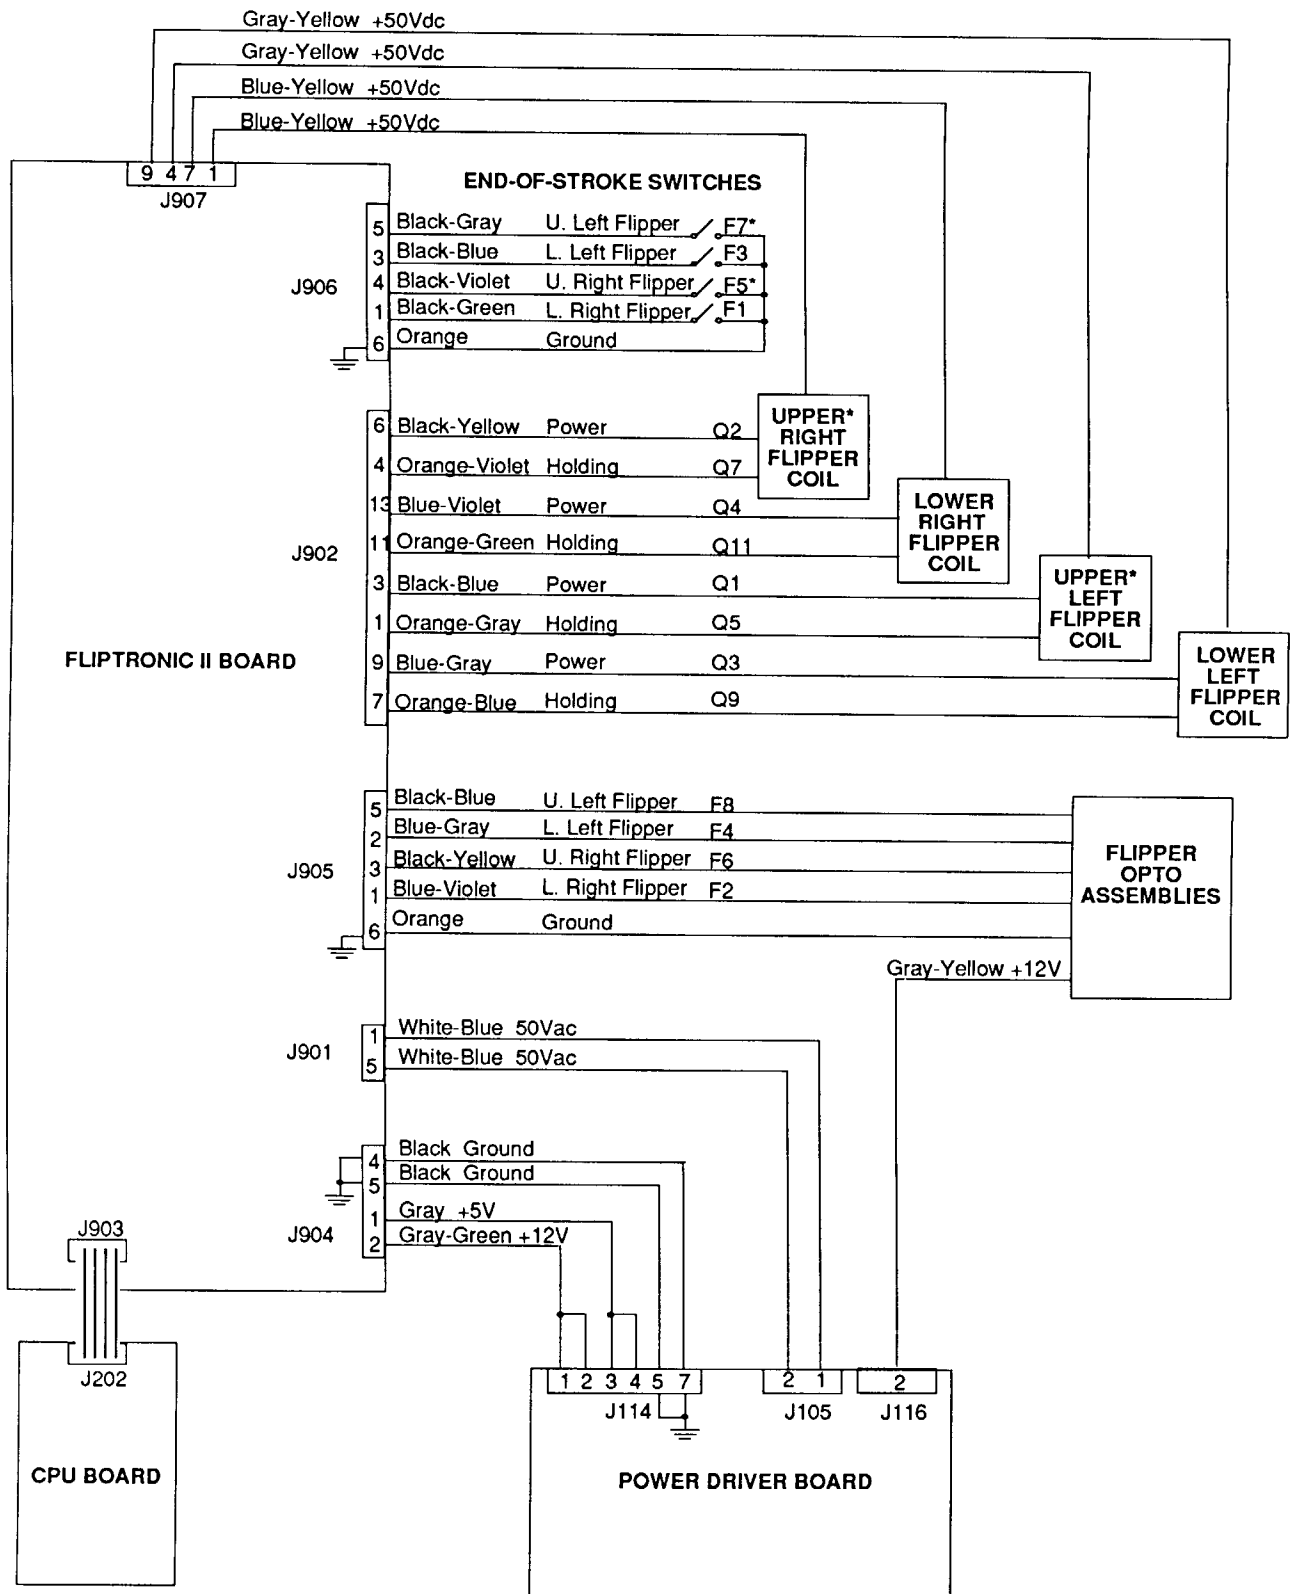 Gray-Yellow +50Vdc
Gray-Yellow +50Vdc
Blue-Yellow +50Vdc
Blue-Yellow +50Vdc
9 4 7 1
J907
END-OF-STROKE SWITCHES
J906
5 Black-Gray U. Left Flipper F7*
3 Black-Blue L. Left Flipper F3
4 Black-Violet U. Right Flipper F5*
1 Black-Green L. Right Flipper F1
6 Orange Ground
J902
6 Black-Yellow Power Q2
4 Orange-Violet Holding Q7
13 Blue-Violet Power Q4
11 Orange-Green Holding Q11
3 Black-Blue Power Q1
1 Orange-Gray Holding Q5
9 Blue-Gray Power Q3
7 Orange-Blue Holding Q9
UPPER*
RIGHT
FLIPPER
COIL
LOWER
RIGHT
FLIPPER
COIL
UPPER*
LEFT
FLIPPER
COIL
LOWER
LEFT
FLIPPER
COIL
FLIPTRONIC II BOARD
J905
5 Black-Blue U. Left Flipper F8
2 Blue-Gray L. Left Flipper F4
3 Black-Yellow U. Right Flipper F6
1 Blue-Violet L. Right Flipper F2
6 Orange Ground
FLIPPER
OPTO
ASSEMBLIES
Gray-Yellow +12V
J901
1 White-Blue 50Vac
5 White-Blue 50Vac
J904
4 Black Ground
5 Black Ground
1 Gray +5V
2 Gray-Green +12V
J903
J202
CPU BOARD
1 2 3 4 5 7
J114
2 1
J105
2
J116
POWER DRIVER BOARD